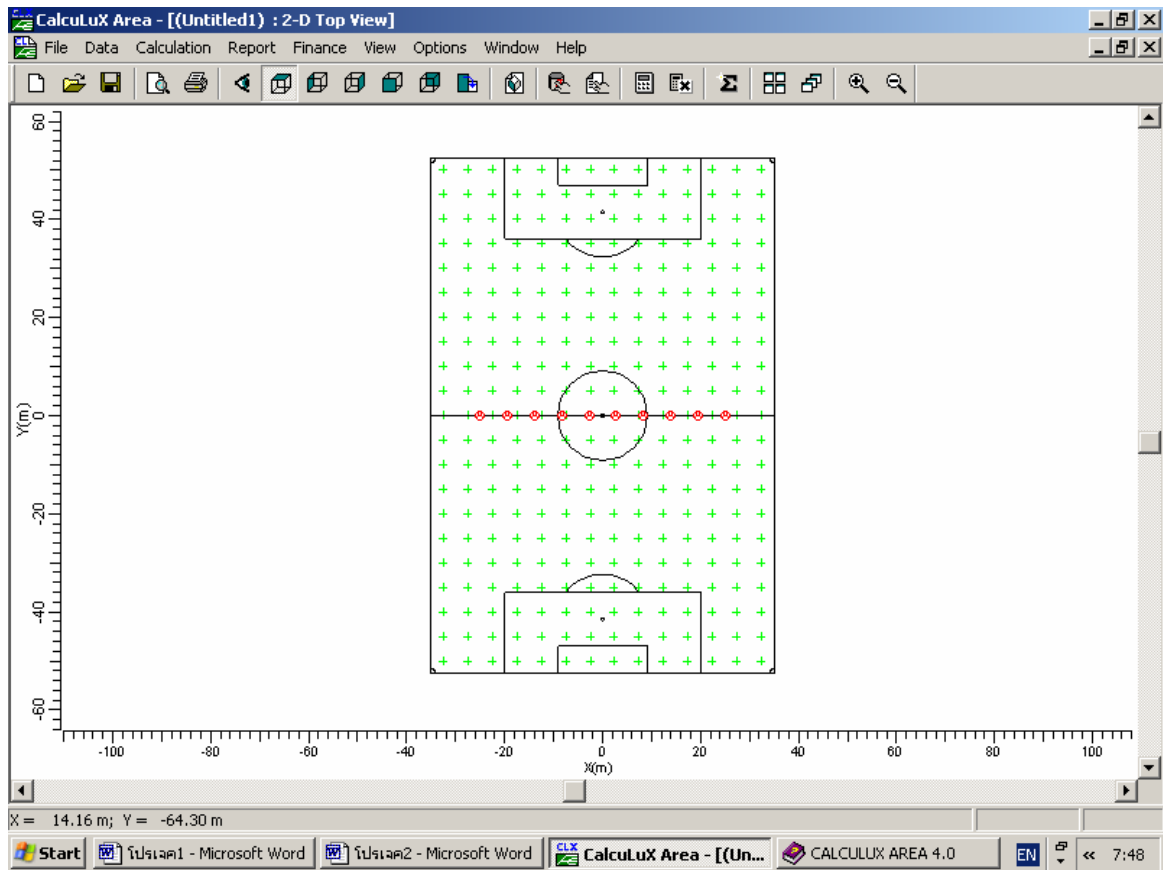 CalcuLuX Area - [(Untitled1) : 2-D Top View]
File Data Calculation Report Finance View Options Window Help
60
40
20
0
-20
-40
-60
Y(m)
-100 -80 -60 -40 -20 0 20 40 60 80 100
X(m)
X = 14.16 m; Y = -64.30 m
Start โปรเจค1 - Microsoft Word โปรเจค2 - Microsoft Word CalcuLuX Area - [(Un... CALCULUX AREA 4.0 EN « 7:48